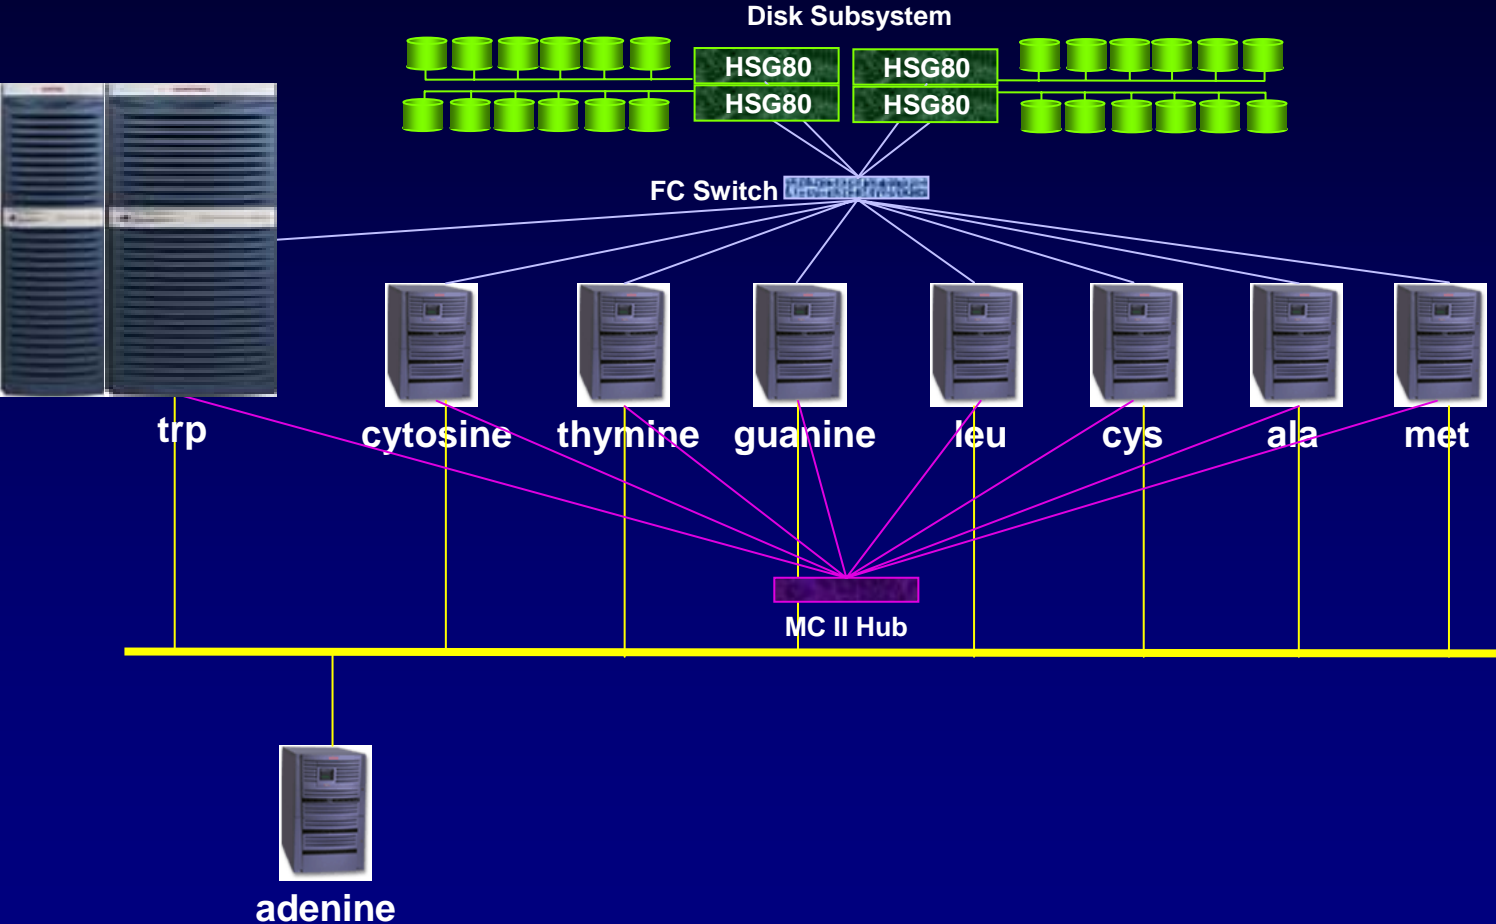 Disk Subsystem
HSG80 HSG80
HSG80 HSG80
FC Switch
trp cytosine thymine guanine leu cys ala met
MC II Hub
adenine